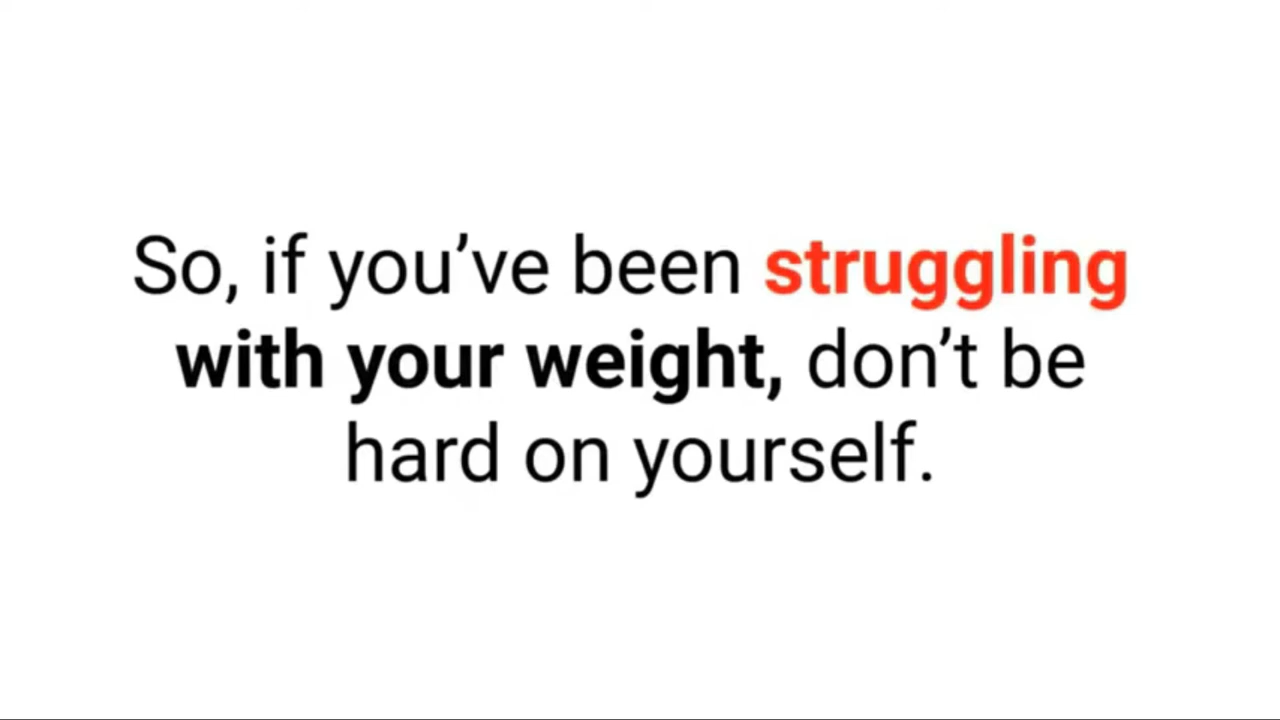 So, if you’ve been struggling
with your weight, don’t be
hard on yourself.